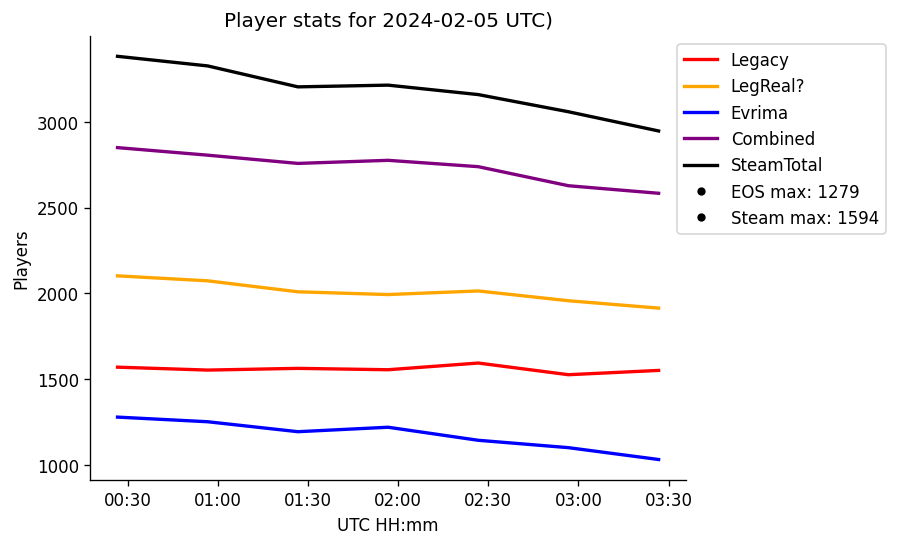 Player stats for 2024-02-05 UTC)
Legacy
LegReal?
Evrima
Combined
SteamTotal
EOS max: 1279
Steam max: 1594
Players
3000
2500
2000
1500
1000
00:30 01:00 01:30 02:00 02:30 03:00 03:30
UTC HH:mm